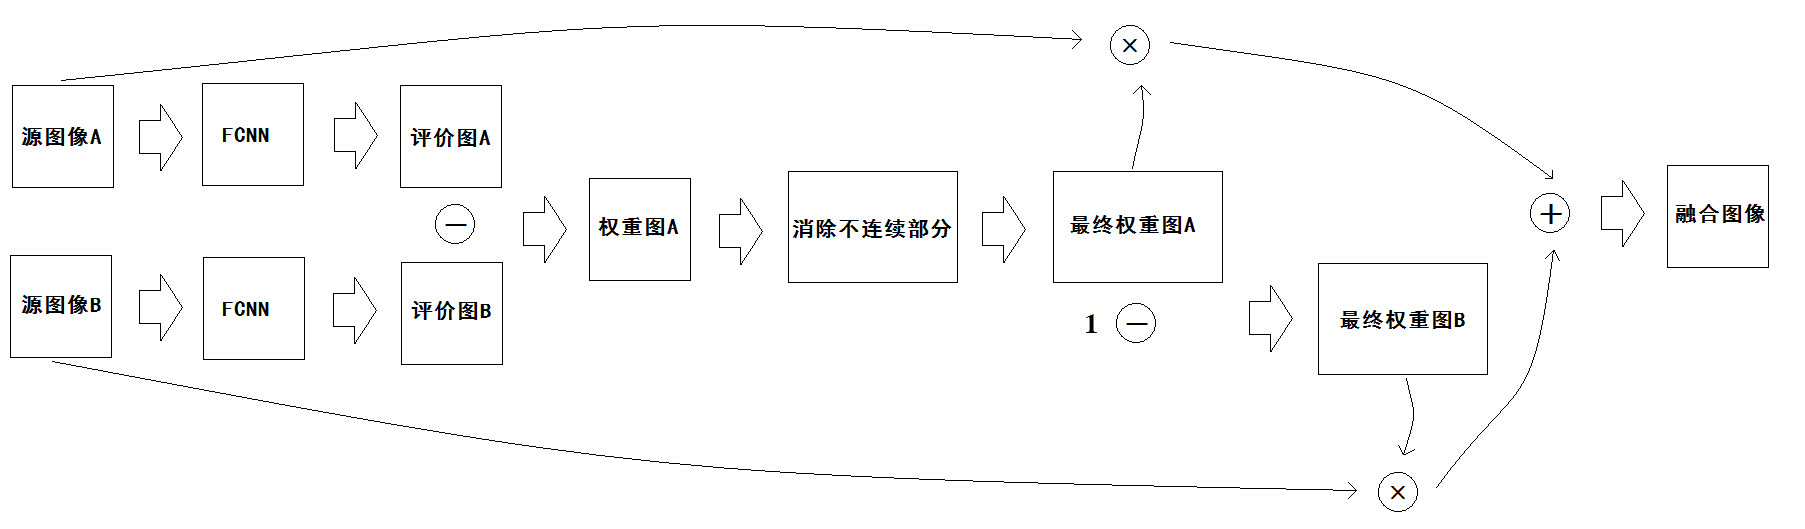 ×
源图像A
FCNN
评价图A
−
权重图A
消除不连续部分
最终权重图A
+
融合图像
源图像B
FCNN
评价图B
1 −
最终权重图B
×